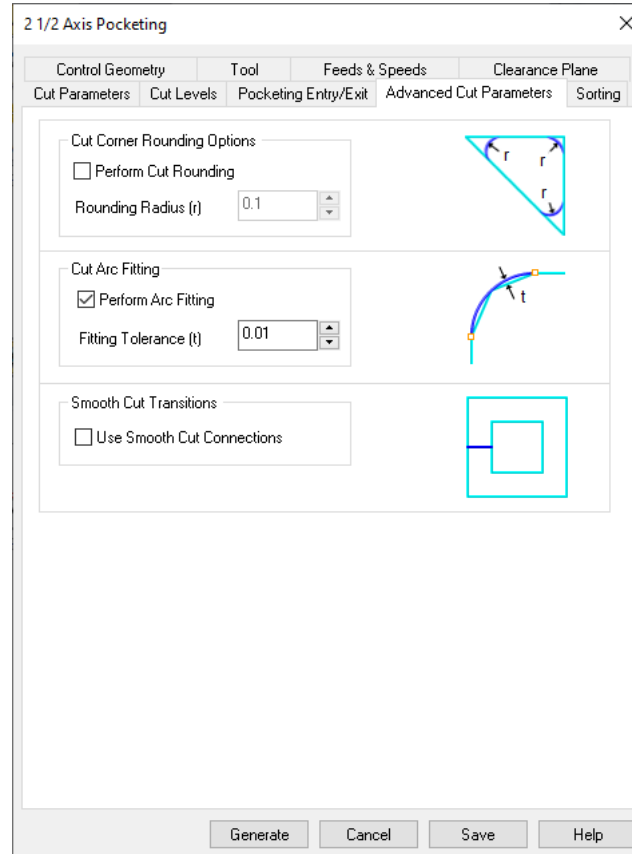 2 1/2 Axis Pocketing
Control Geometry Tool Feeds & Speeds Clearance Plane
Cut Parameters Cut Levels Pocketing Entry/Exit Advanced Cut Parameters Sorting
Cut Corner Rounding Options
Perform Cut Rounding
Rounding Radius (r) 0.1
r r
r
Cut Arc Fitting
Perform Arc Fitting
Fitting Tolerance (t) 0.01
t
Smooth Cut Transitions
Use Smooth Cut Connections
Generate Cancel Save Help